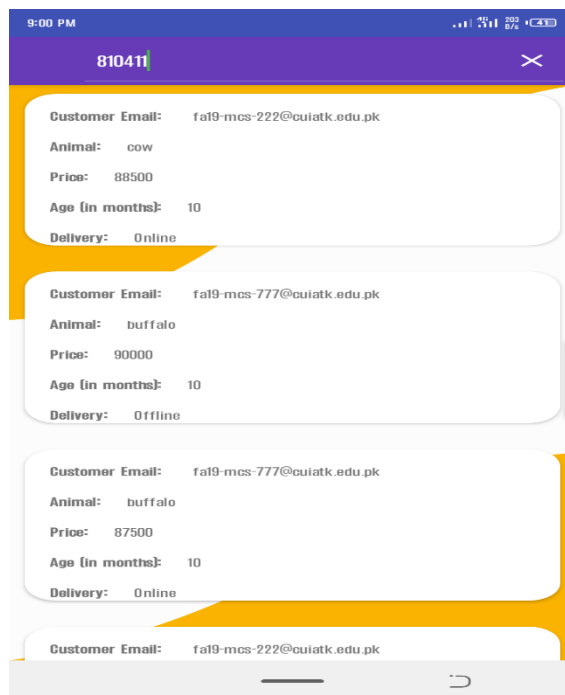 9:00 PM
4G 203 B/s 41
810411
Customer Email: fa19-mcs-222@cuiatk.edu.pk
Animal: cow
Price: 88500
Age (in months): 10
Delivery: Online
Customer Email: fa19-mcs-777@cuiatk.edu.pk
Animal: buffalo
Price: 90000
Age (in months): 10
Delivery: Offline
Customer Email: fa19-mcs-777@cuiatk.edu.pk
Animal: buffalo
Price: 87500
Age (in months): 10
Delivery: Online
Customer Email: fa19-mcs-222@cuiatk.edu.pk